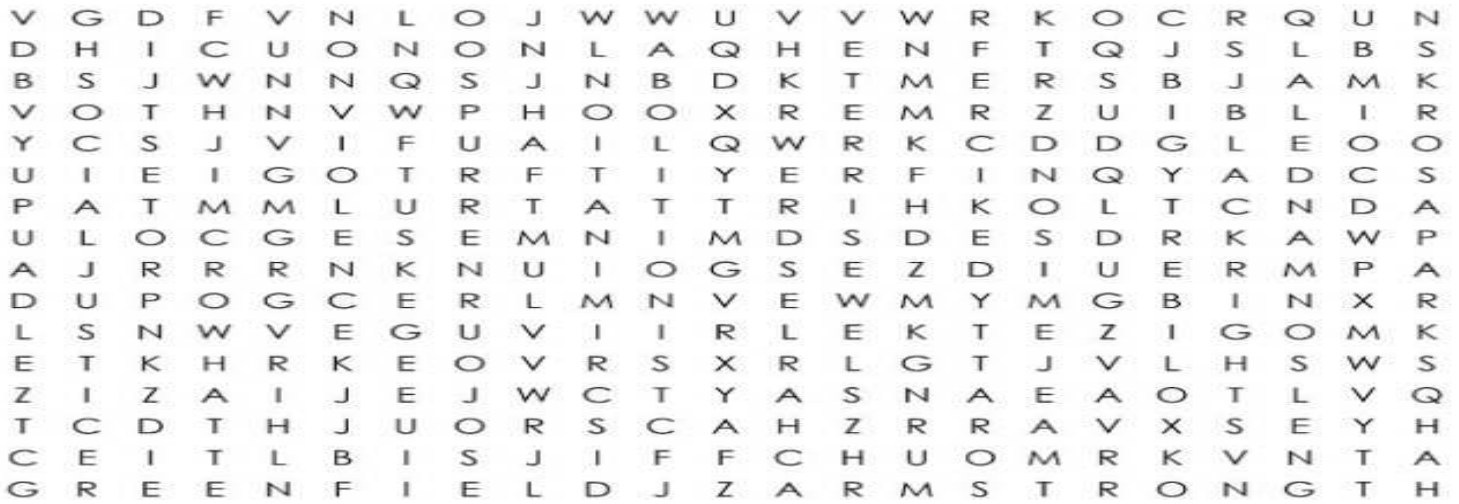 V G D F V N L O J W W U V V W R K O C R Q U N
D H I C U O N O N L A Q H E N F T Q J S L B S
B S J W N N Q S J N B D K T M E R S B J A M K
V O T H N V W P H O O X R E M R Z U I B L I R
Y C S J V I F U A I L Q W R K C D D G L E O O
U I E I G O T R F T I Y E R F I N Q Y A D C S
P A T M M L U R T A T T R I H K O L T C N D A
U L O C G E S E M N I M D S D E S D R K A W P
A J R R R N K N U I O G S E Z D I U E R M P A
D U P O G C E R L M N V E W M Y M G B I N X R
L S N W V E G U V I I R L E K T E Z I G O M K
E T K H R K E O V R S X R L G T J V L H S W S
Z I Z A I J E J W C T Y A S N A E A O T L V Q
T C D T H J U O R S C A H Z R R A V X S E Y H
C E I T L B I S J I F F C H U O M R K V N T A
G R E E N F I E L D J Z A R M S T R O N G T H